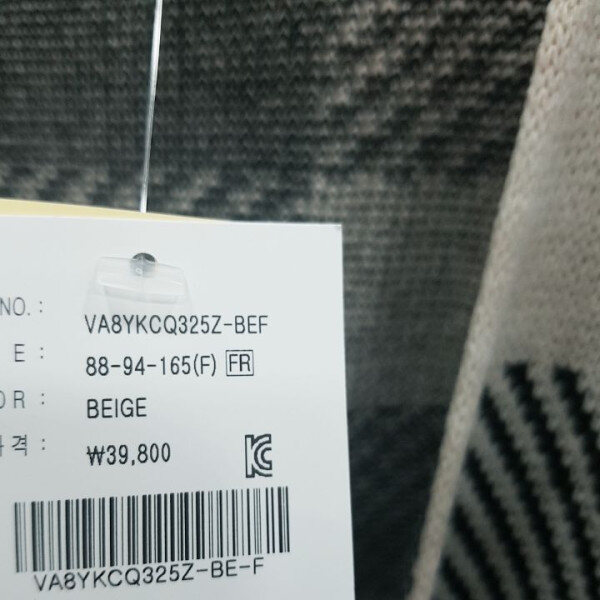 NO. : VA8YKCQ325Z-BEF
E : 88-94-165(F) FR
OR : BEIGE
격 : ₩39,800
VA8YKCQ325Z-BE-F